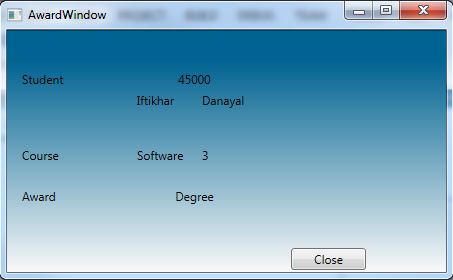 AwardWindow
Student 45000
Iftikhar Danayal
Course Software 3
Award Degree
Close